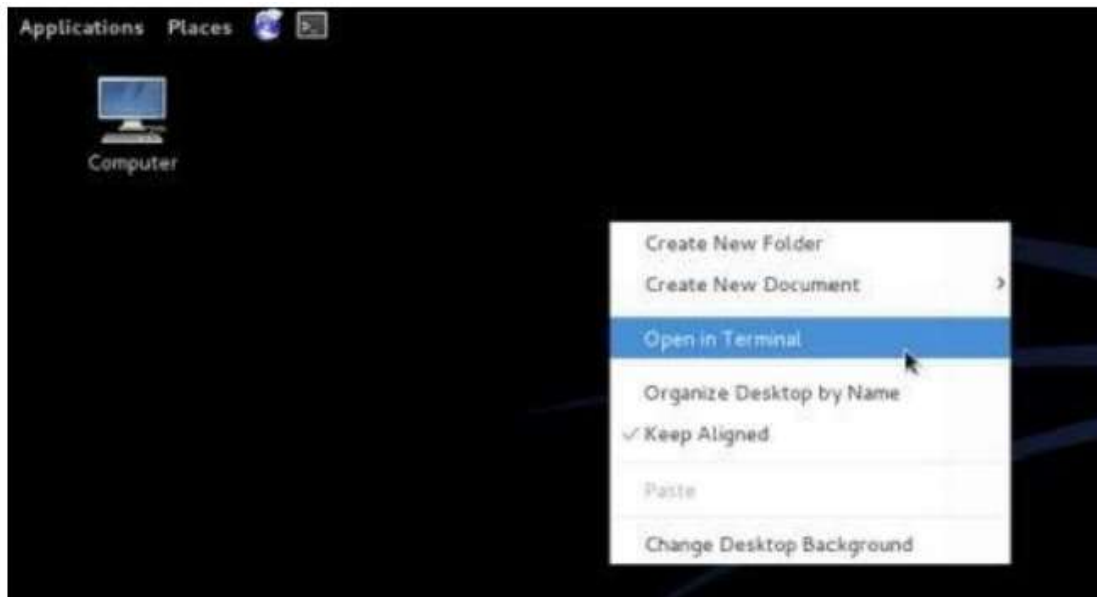 Applications Places
Computer
Create New Folder
Create New Document
Open in Terminal
Organize Desktop by Name
Keep Aligned
Paste
Change Desktop Background